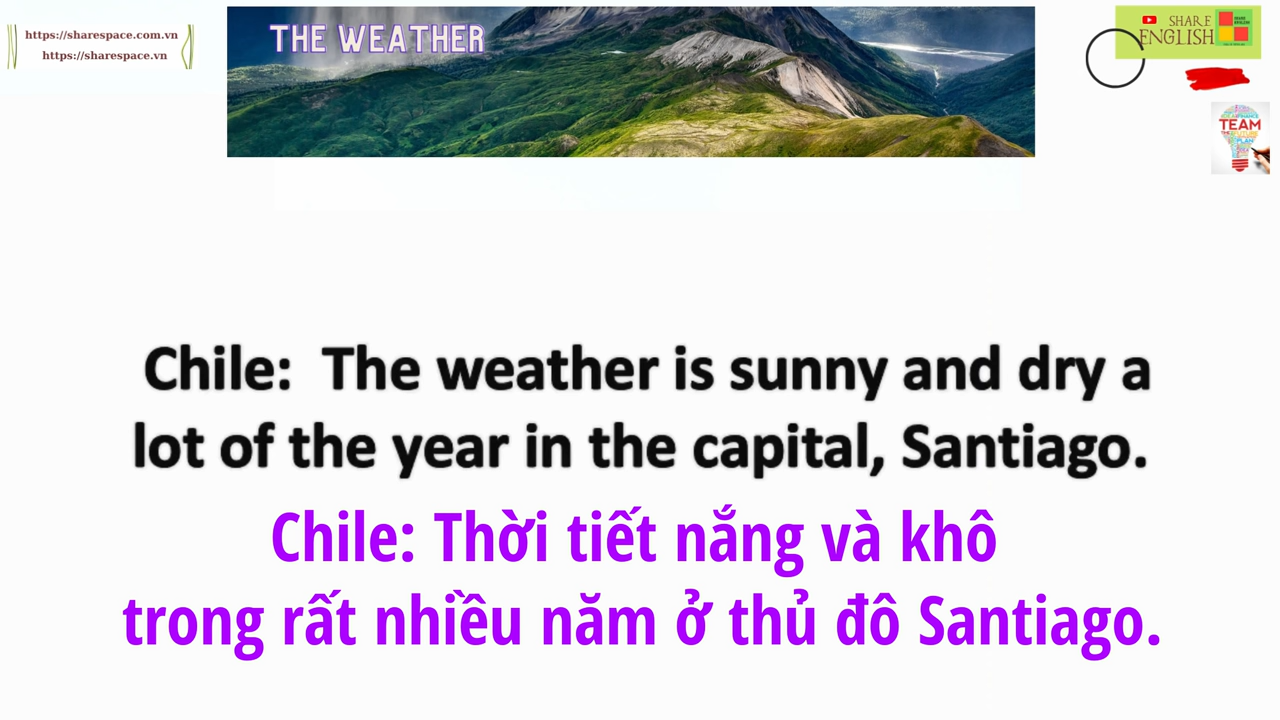 https://sharespace.com.vn
https://sharespace.vn
THE WEATHER
SHARE
ENGLISH
TEAM
PLAN
Chile: The weather is sunny and dry a
lot of the year in the capital, Santiago.
Chile: Thời tiết nắng và khô
trong rất nhiều năm ở thủ đô Santiago.